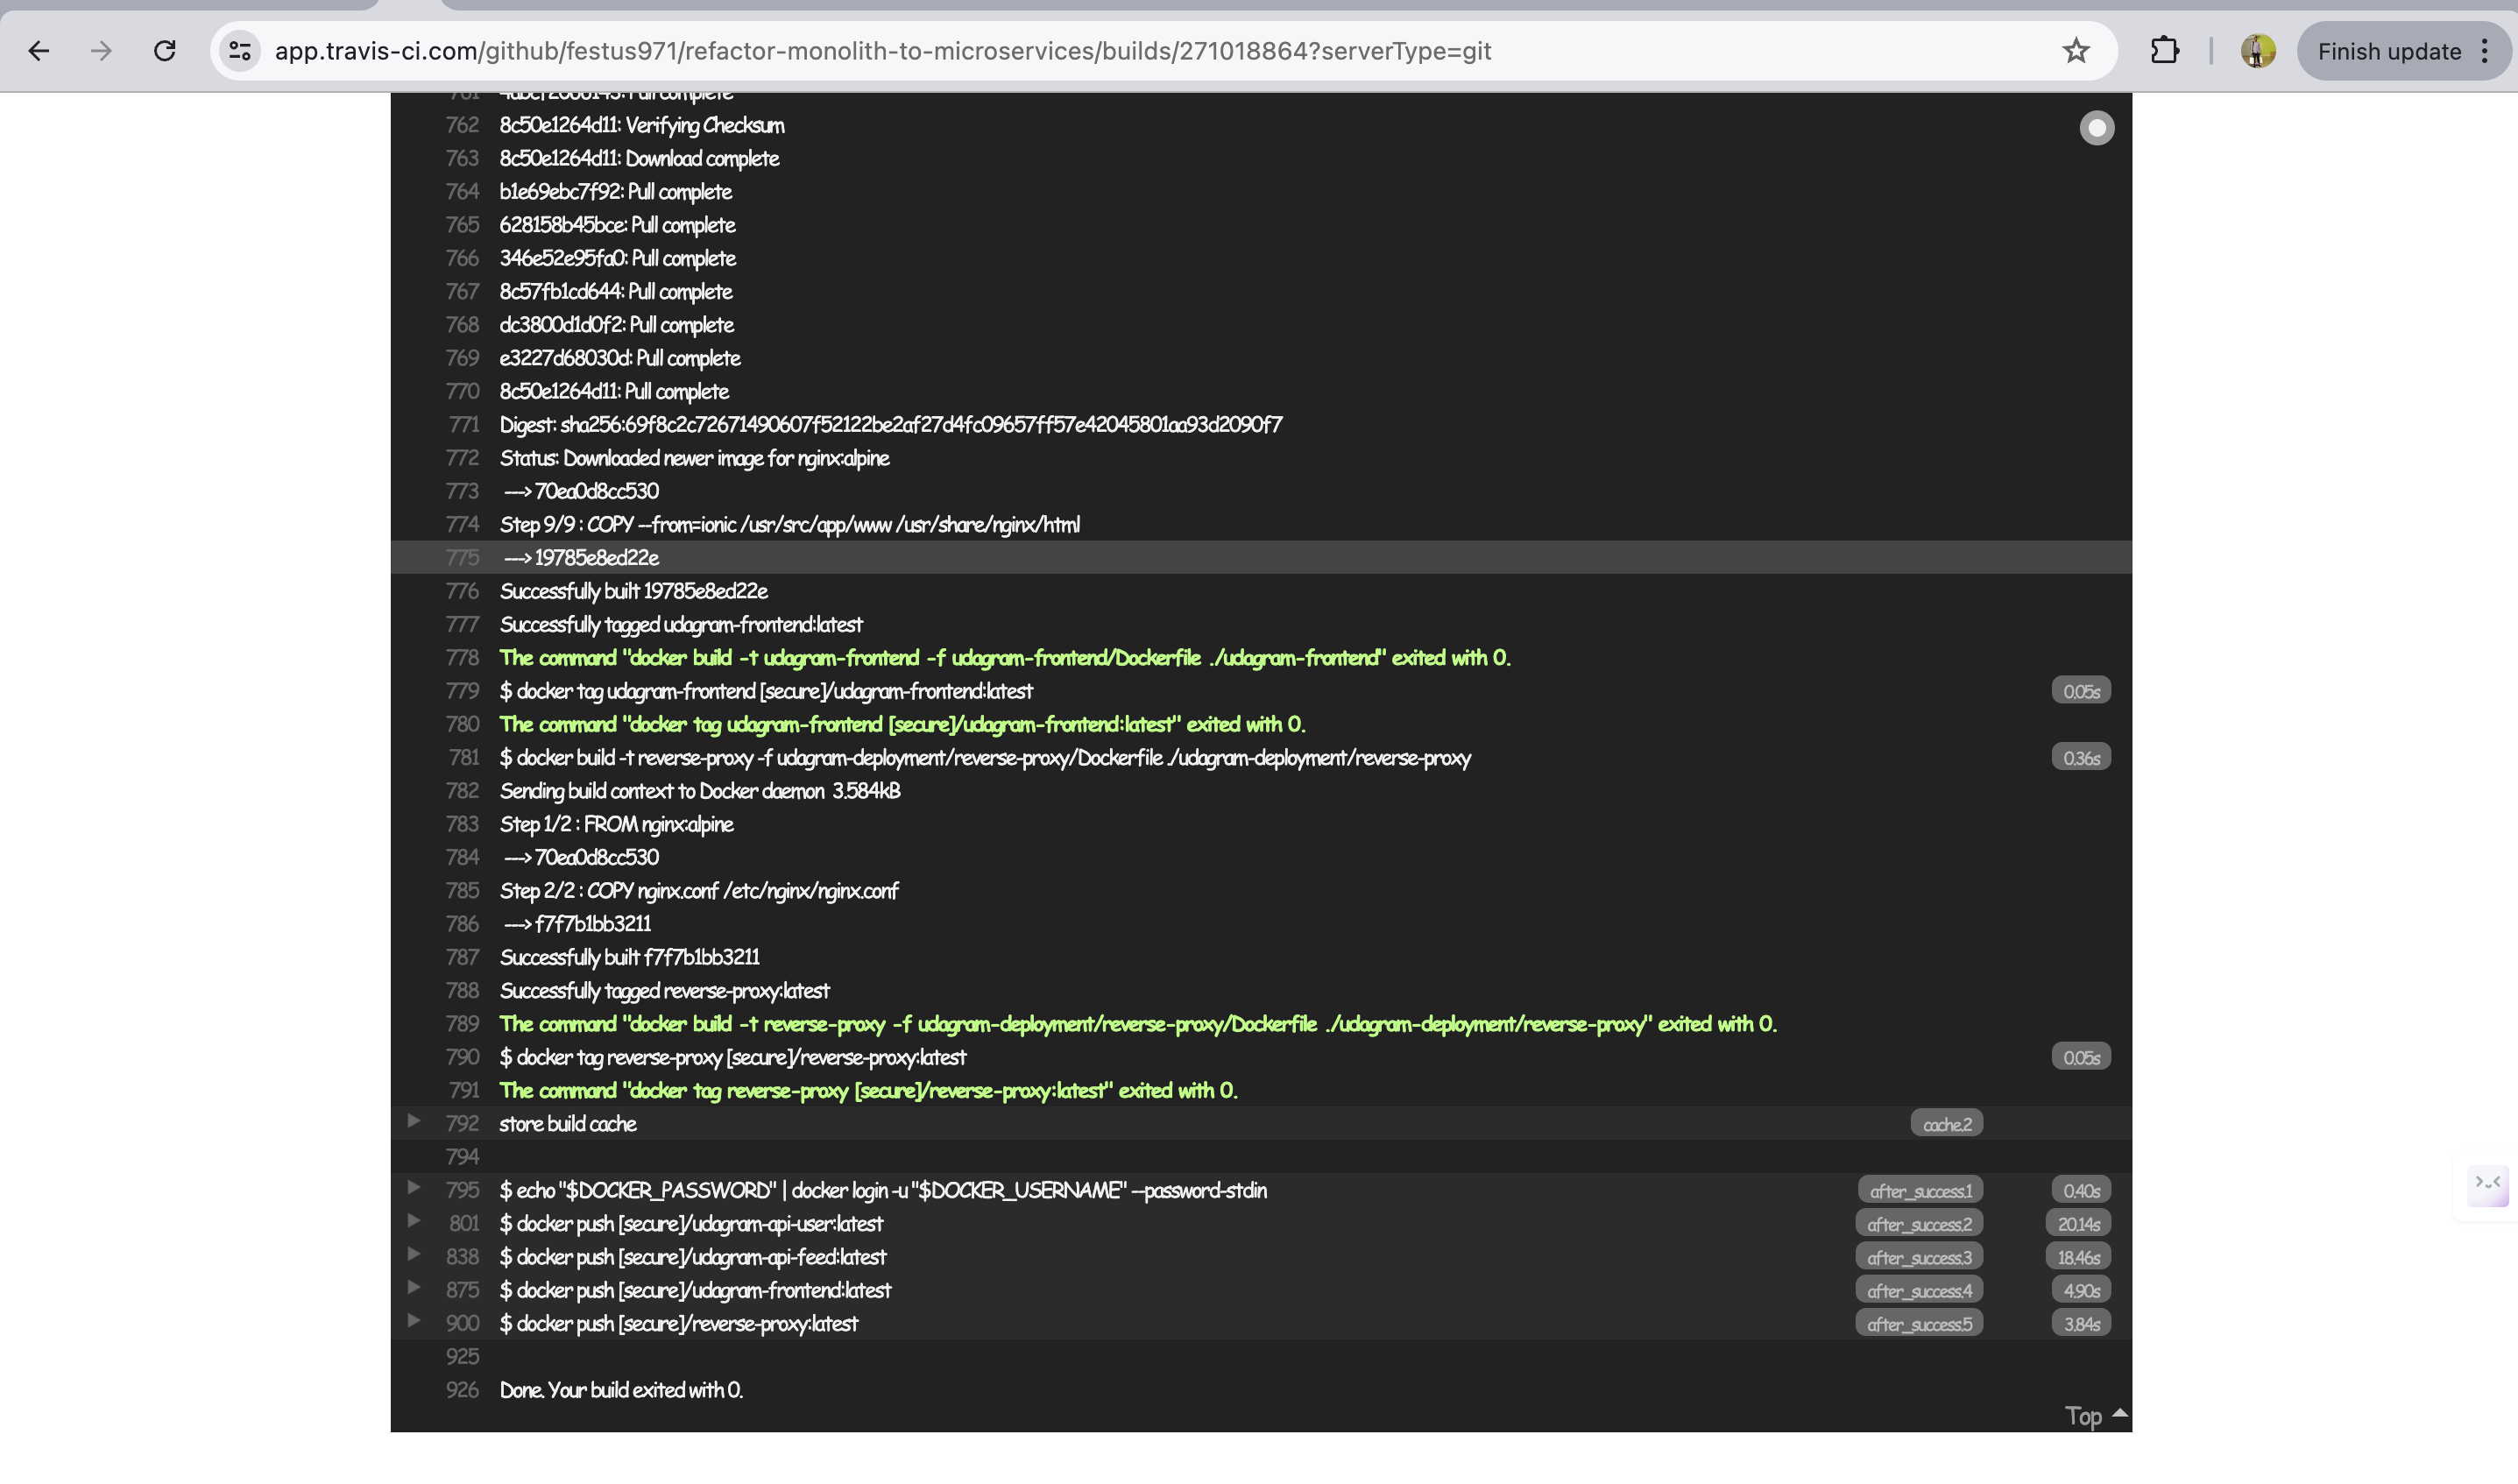 app.travis-ci.com/github/festus971/refactor-monolith-to-microservices/builds/271018864?serverType=git
Finish update
762 8c50e1264d11: Verifying Checksum
763 8c50e1264d11: Download complete
764 b1e69ebc7f92: Pull complete
765 628158b45bce: Pull complete
766 346e52e95fa0: Pull complete
767 8c57fb1cd644: Pull complete
768 dc3800d1d0f2: Pull complete
769 e3227d68030d: Pull complete
770 8c50e1264d11: Pull complete
771 Digest: sha256:69f8c2c72671490607f52122be2af27d4fc09657ff57e42045801aa93d2090f7
772 Status: Downloaded newer image for nginx:alpine
773 ---> 70ea0d8cc530
774 Step 9/9 : COPY --from=ionic /usr/src/app/www /usr/share/nginx/html
775 ---> 19785e8ed22e
776 Successfully built 19785e8ed22e
777 Successfully tagged udagram-frontend:latest
778 The command "docker build -t udagram-frontend -f udagram-frontend/Dockerfile ./udagram-frontend" exited with 0.
779 $ docker tag udagram-frontend [secure]/udagram-frontend:latest 0.05s
780 The command "docker tag udagram-frontend [secure]/udagram-frontend:latest" exited with 0.
781 $ docker build -t reverse-proxy -f udagram-deployment/reverse-proxy/Dockerfile ./udagram-deployment/reverse-proxy 0.36s
782 Sending build context to Docker daemon 3.584kB
783 Step 1/2 : FROM nginx:alpine
784 ---> 70ea0d8cc530
785 Step 2/2 : COPY nginx.conf /etc/nginx/nginx.conf
786 ---> f7f7b1bb3211
787 Successfully built f7f7b1bb3211
788 Successfully tagged reverse-proxy:latest
789 The command "docker build -t reverse-proxy -f udagram-deployment/reverse-proxy/Dockerfile ./udagram-deployment/reverse-proxy" exited with 0.
790 $ docker tag reverse-proxy [secure]/reverse-proxy:latest 0.05s
791 The command "docker tag reverse-proxy [secure]/reverse-proxy:latest" exited with 0.
792 store build cache cache.2
794
795 $ echo "$DOCKER_PASSWORD" | docker login -u "$DOCKER_USERNAME" --password-stdin after_success.1 0.40s
801 $ docker push [secure]/udagram-api-user:latest after_success.2 20.14s
838 $ docker push [secure]/udagram-api-feed:latest after_success.3 18.46s
875 $ docker push [secure]/udagram-frontend:latest after_success.4 4.90s
900 $ docker push [secure]/reverse-proxy:latest after_success.5 3.84s
925
926 Done. Your build exited with 0.
Top